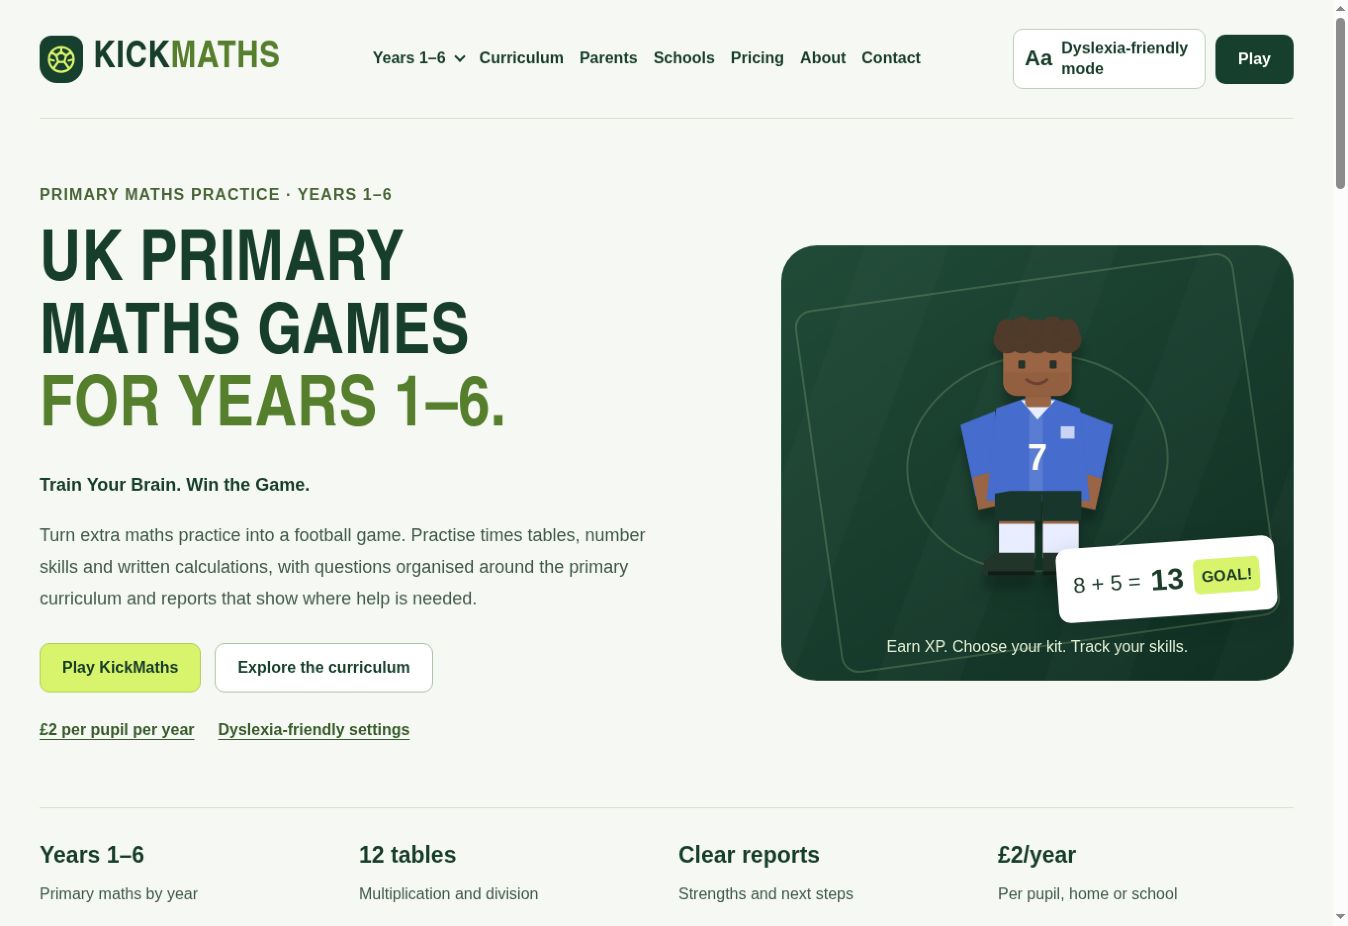 KICKMATHS
Years 1–6
Curriculum
Parents
Schools
Pricing
About
Contact
Aa
Dyslexia-friendly
mode
Play
PRIMARY MATHS PRACTICE · YEARS 1–6
UK PRIMARY
MATHS GAMES
FOR YEARS 1–6.
Train Your Brain. Win the Game.
Turn extra maths practice into a football game. Practise times tables, number
skills and written calculations, with questions organised around the primary
curriculum and reports that show where help is needed.
Play KickMaths
Explore the curriculum
£2 per pupil per year
Dyslexia-friendly settings
7
8 + 5 = 13 GOAL!
Earn XP. Choose your kit. Track your skills.
Years 1–6
Primary maths by year
12 tables
Multiplication and division
Clear reports
Strengths and next steps
£2/year
Per pupil, home or school